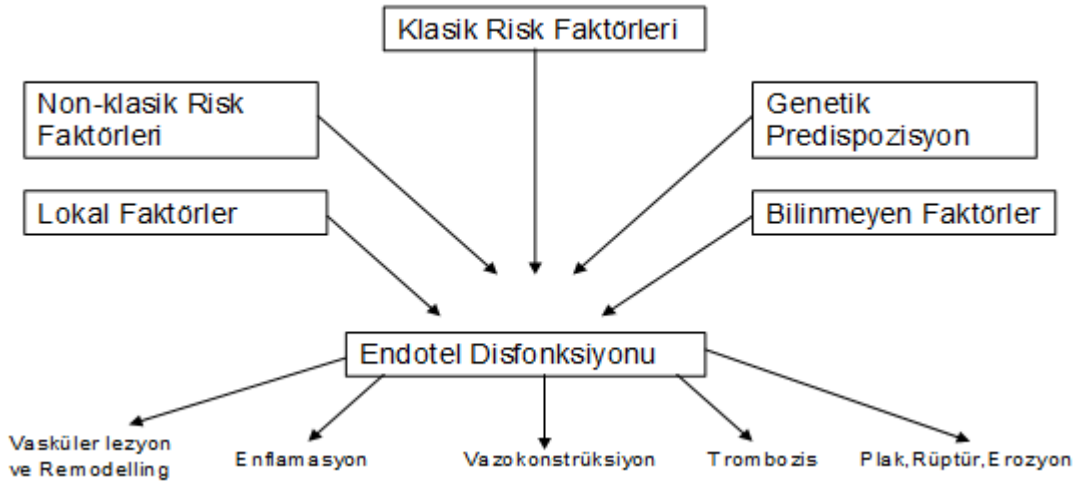 Klasik Risk Faktörleri
Non-klasik Risk
Faktörleri
Genetik
Predispozisyon
Lokal Faktörler
Bilinmeyen Faktörler
Endotel Disfonksiyonu
Vasküler lezyon
ve Remodelling
Enflamasyon
Vazokonstrüksiyon
Trombozis
Plak,Rüptür,Erozyon